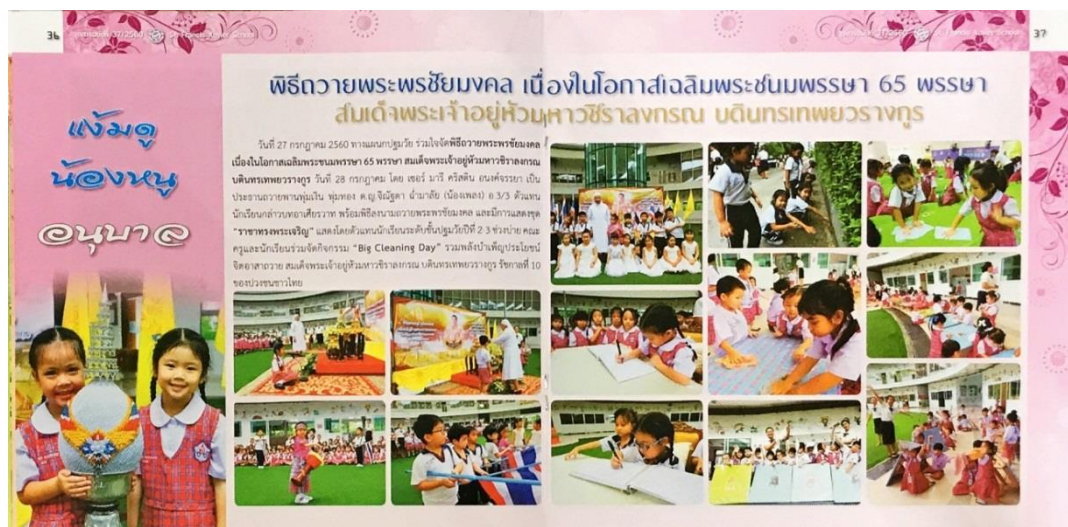 36
วารสารฉบับที่ 37/2560
St. Francis Xavier School
St. Francis Xavier School
37
แง้มดู
น้องหนู
อนุบาล
พิธีถวายพระพรชัยมงคล เนื่องในโอกาสเฉลิมพระชนมพรรษา 65 พรรษา
สมเด็จพระเจ้าอยู่หัวมหาวชิราลงกรณ บดินทรเทพยวรางกูร
วันที่ 27 กรกฎาคม 2560 ทางแผนกปฐมวัย ร่วมใจจัดพิธีถวายพระพรชัยมงคล
เนื่องในโอกาสเฉลิมพระชนมพรรษา 65 พรรษา สมเด็จพระเจ้าอยู่หัวมหาวชิราลงกรณ
บดินทรเทพยวรางกูร วันที่ 28 กรกฎาคม โดย เซอร์ มารี คริสติน อนงค์จรรยา เป็น
ประธานถวายพานพุ่มเงิน พุ่มทอง ด.ญ.ธิณัฐดา ฉ่ำมาลัย (น้องเพลง) อ.3/3 ตัวแทน
นักเรียนกล่าวบทอาเศียรวาท พร้อมพิธีลงนามถวายพระพรชัยมงคล และมีการแสดงชุด
"ราชาทรงพระเจริญ" แสดงโดยตัวแทนนักเรียนระดับชั้นปฐมวัยปีที่ 2-3 ช่วงบ่าย คณะ
ครูและนักเรียนร่วมจัดกิจกรรม "Big Cleaning Day" รวมพลังบำเพ็ญประโยชน์
จิตอาสาถวาย สมเด็จพระเจ้าอยู่หัวมหาวชิราลงกรณ บดินทรเทพยวรางกูร รัชกาลที่ 10
ของปวงชนชาวไทย